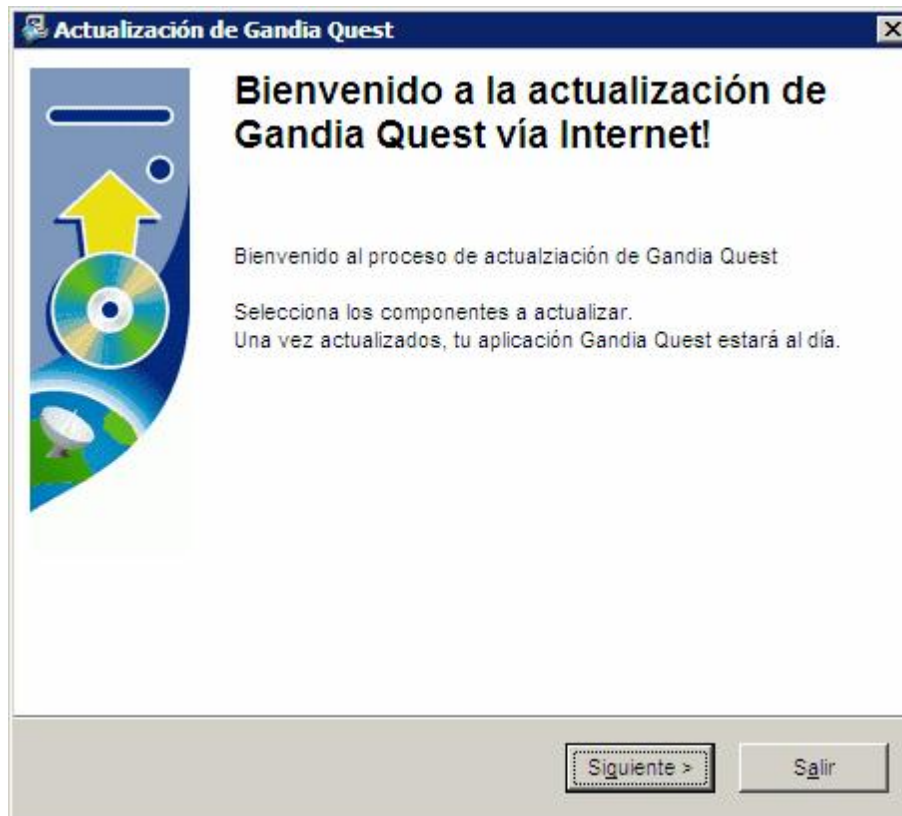 Actualización de Gandia Quest
Bienvenido a la actualización de
Gandia Quest vía Internet!
Bienvenido al proceso de actualziación de Gandia Quest
Selecciona los componentes a actualizar.
Una vez actualizados, tu aplicación Gandia Quest estará al día.
Siguiente >
Salir